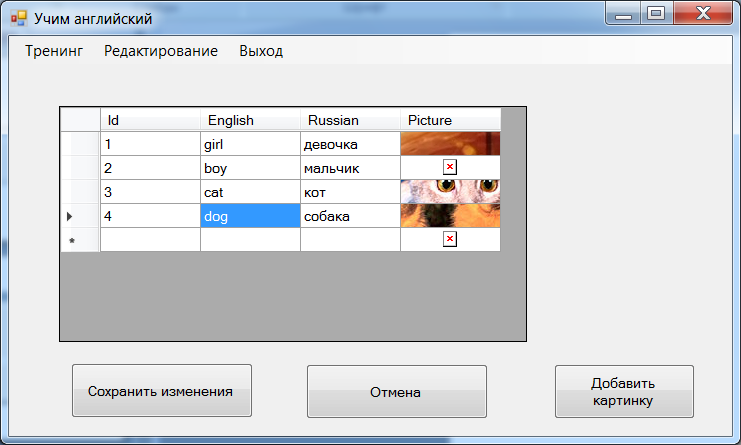 Учим английский
Тренинг Редактирование Выход
Id English Russian Picture
1 girl девочка
2 boy мальчик
3 cat кот
4 dog собака
Сохранить изменения
Отмена
Добавить
картинку